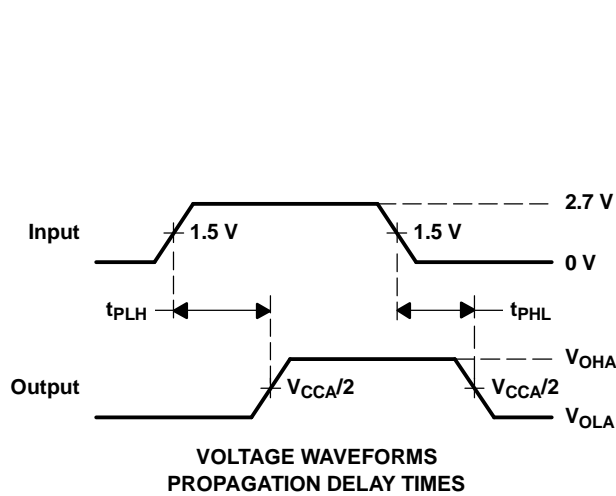 2.7 V
Input
1.5 V
1.5 V
0 V
tPLH
tPHL
VOHA
Output
VCCA/2
VCCA/2
VOLA
VOLTAGE WAVEFORMS
PROPAGATION DELAY TIMES